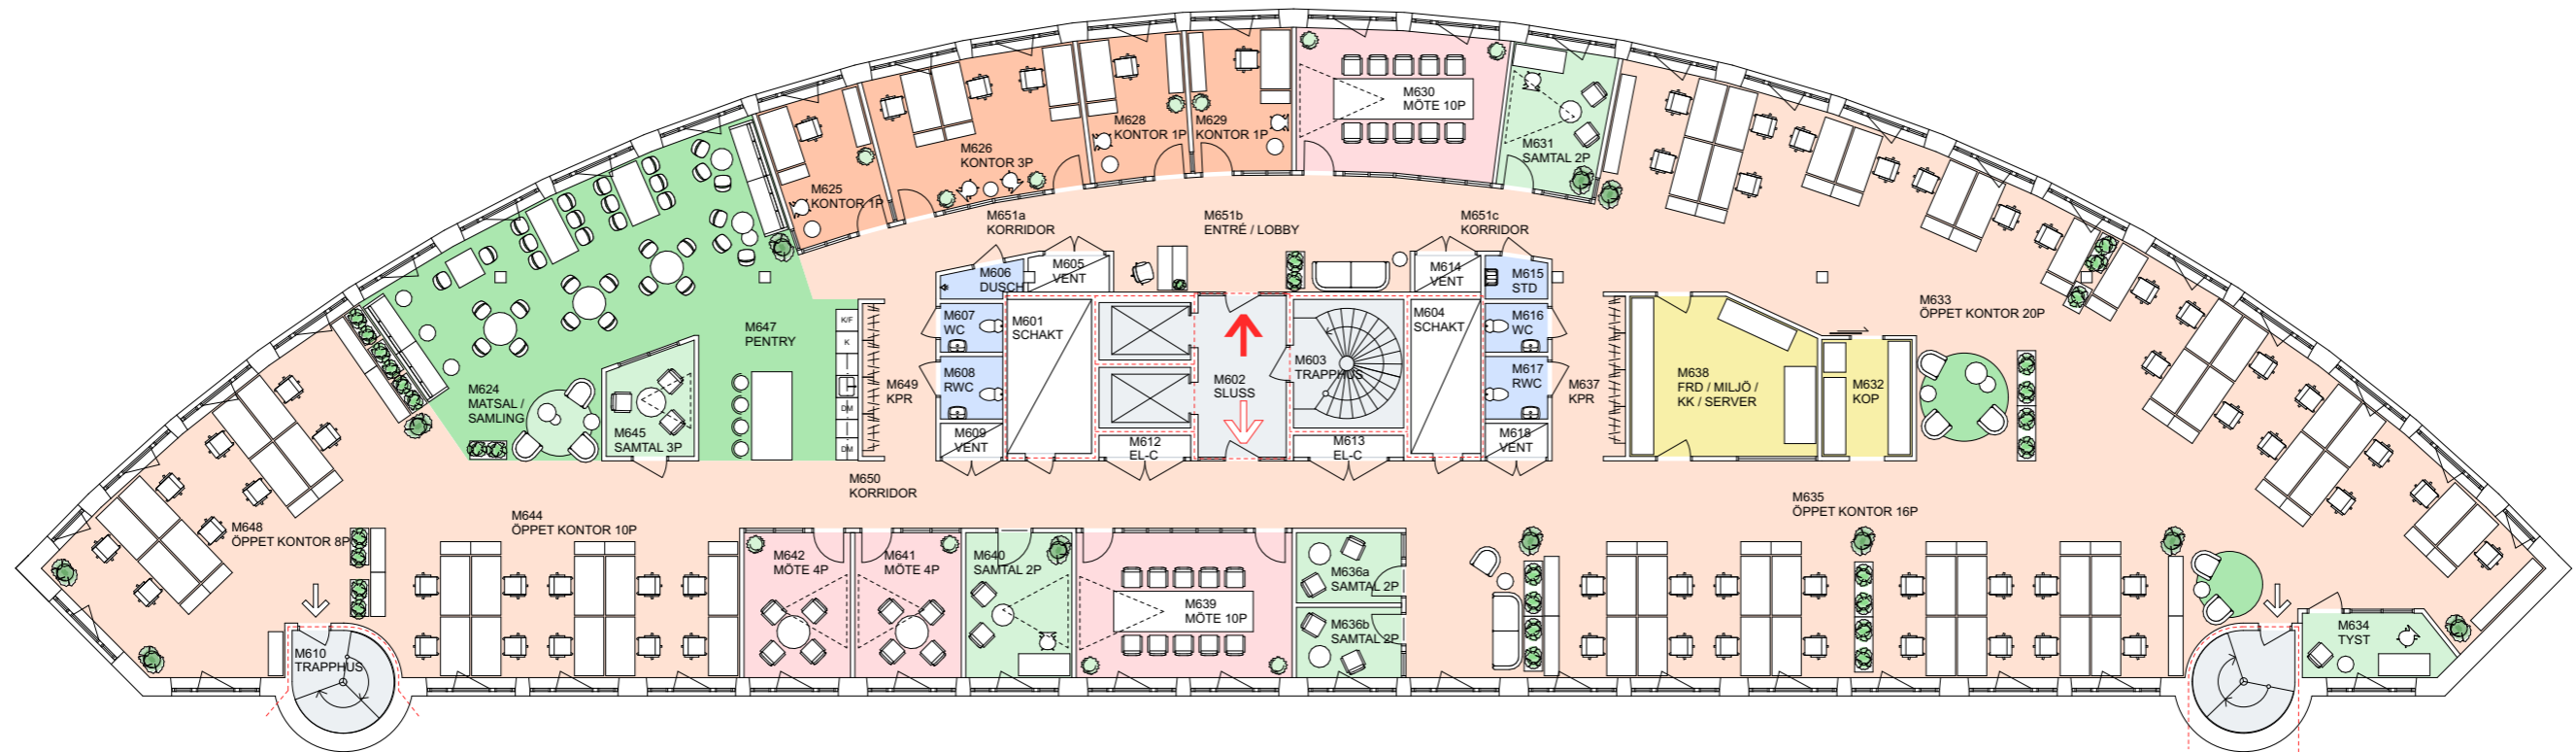 M630
MÖTE 10P
M628
KONTOR 1P
M629
KONTOR 1P
M631
SAMTAL 2P
M626
KONTOR 3P
M625
KONTOR 1P
M651a
KORRIDOR
M651b
ENTRÉ / LOBBY
M651c
KORRIDOR
M606
DUSCH
M605
VENT
M614
VENT
M615
STD
M633
ÖPPET KONTOR 20P
M647
PENTRY
K/F
K
DM
DM
M607
WC
M601
SCHAKT
M604
SCHAKT
M616
WC
M603
TRAPPHUS
M608
RWC
M602
SLUSS
M617
RWC
M649
KPR
M637
KPR
M638
FRD / MILJÖ /
KK / SERVER
M632
KOP
M624
MATSAL /
SAMLING
M645
SAMTAL 3P
M609
VENT
M612
EL-C
M613
EL-C
M618
VENT
M650
KORRIDOR
M635
ÖPPET KONTOR 16P
M648
ÖPPET KONTOR 8P
M644
ÖPPET KONTOR 10P
M642
MÖTE 4P
M641
MÖTE 4P
M640
SAMTAL 2P
M639
MÖTE 10P
M636a
SAMTAL 2P
M636b
SAMTAL 2P
M610
TRAPPHUS
M634
TYST